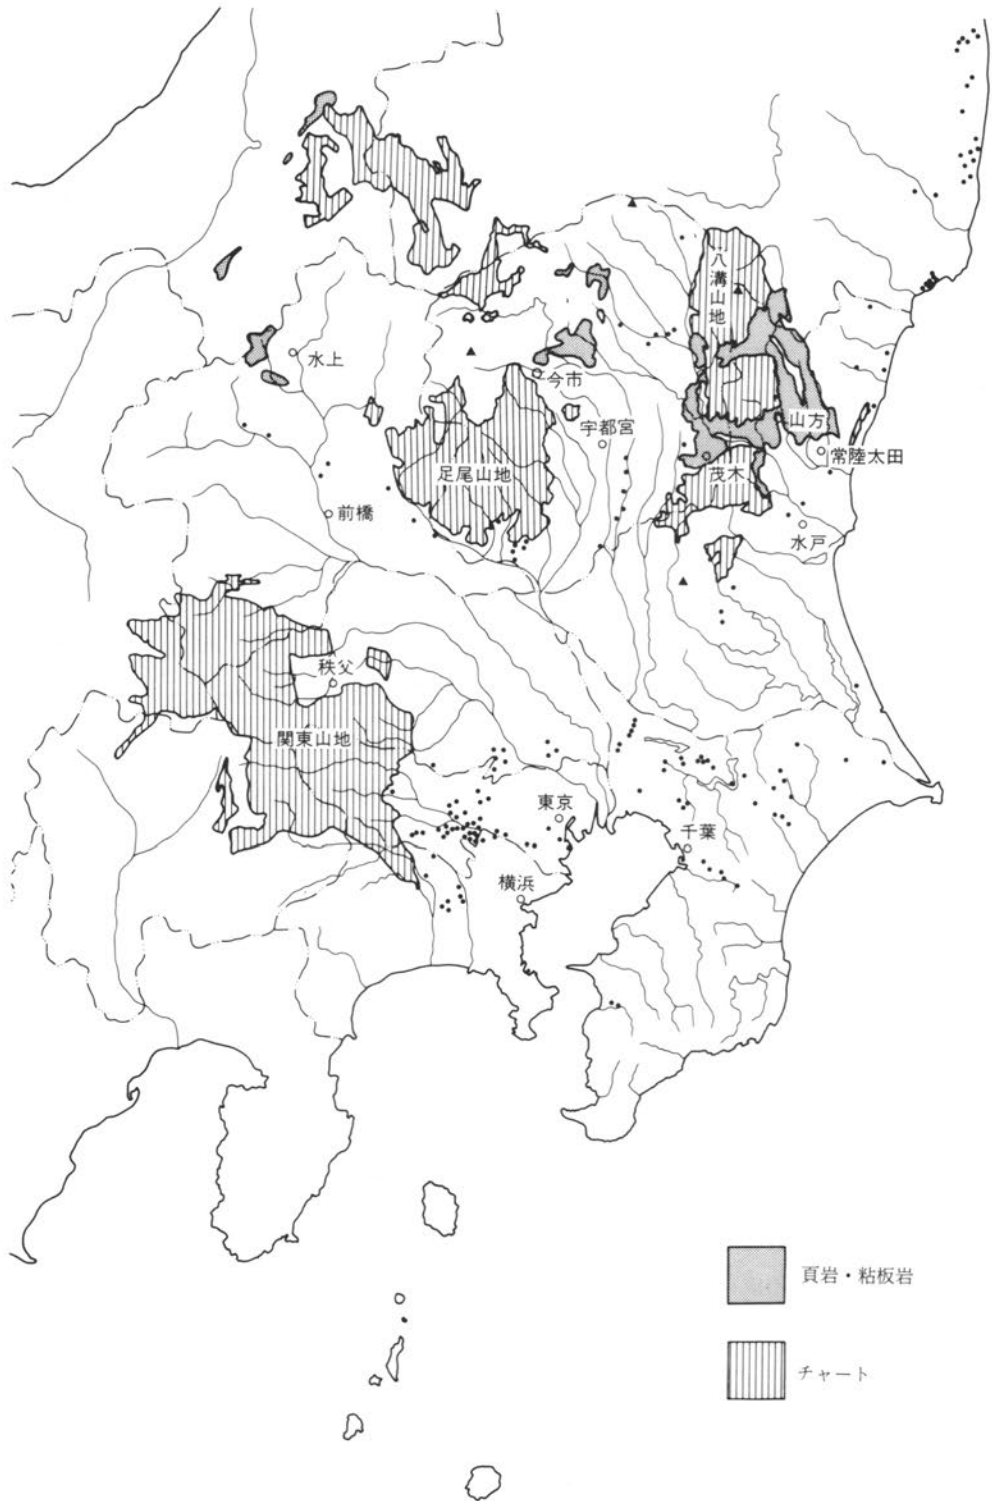 八溝山地
水上
今市
宇都宮
山方
常陸太田
足尾山地
茂木
前橋
水戸
秩父
関東山地
東京
千葉
横浜
頁岩・粘板岩
チャート